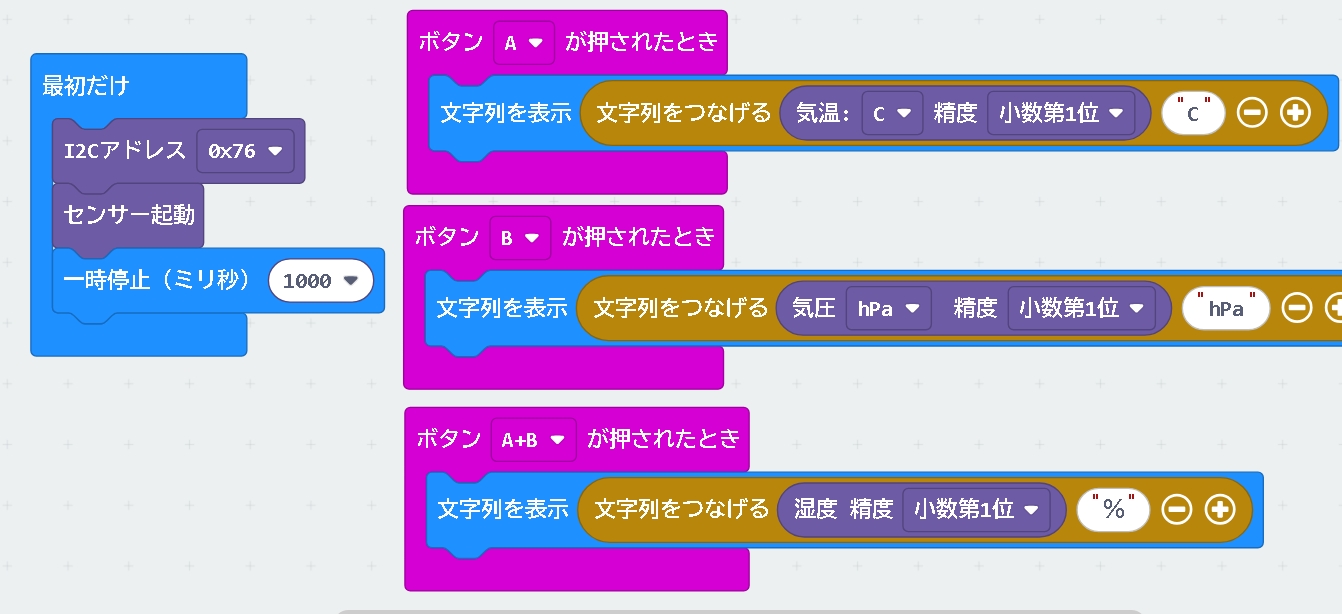 最初だけ
I2Cアドレス 0x76
センサー起動
一時停止（ミリ秒） 1000
ボタン A が押されたとき
文字列を表示 文字列をつなげる 気温: C 精度 小数第1位 "C"
ボタン B が押されたとき
文字列を表示 文字列をつなげる 気圧 hPa 精度 小数第1位 "hPa"
ボタン A+B が押されたとき
文字列を表示 文字列をつなげる 湿度 精度 小数第1位 "%"